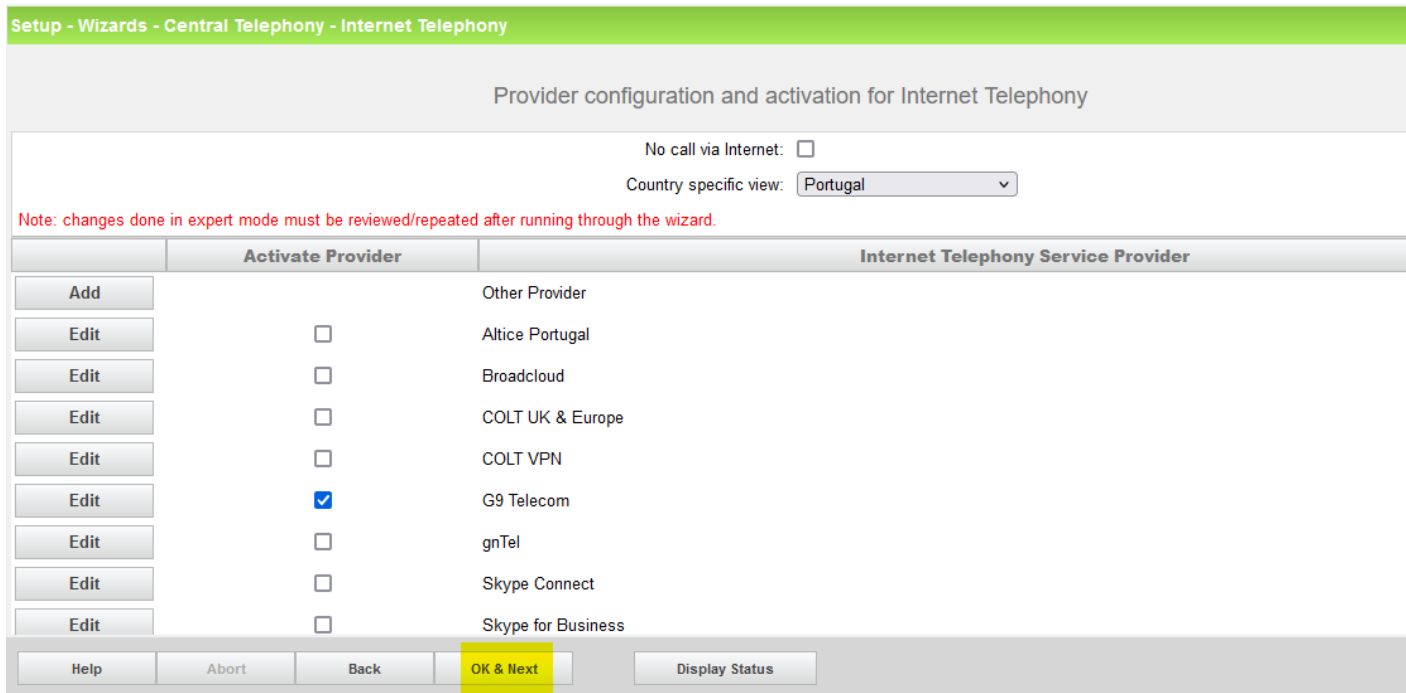 Setup - Wizards - Central Telephony - Internet Telephony
Provider configuration and activation for Internet Telephony
No call via Internet:
Country specific view: Portugal
Note: changes done in expert mode must be reviewed/repeated after running through the wizard.
Activate Provider Internet Telephony Service Provider
Add Other Provider
Edit Altice Portugal
Edit Broadcloud
Edit COLT UK & Europe
Edit COLT VPN
Edit G9 Telecom
Edit gnTel
Edit Skype Connect
Edit Skype for Business
Help Abort Back OK & Next Display Status